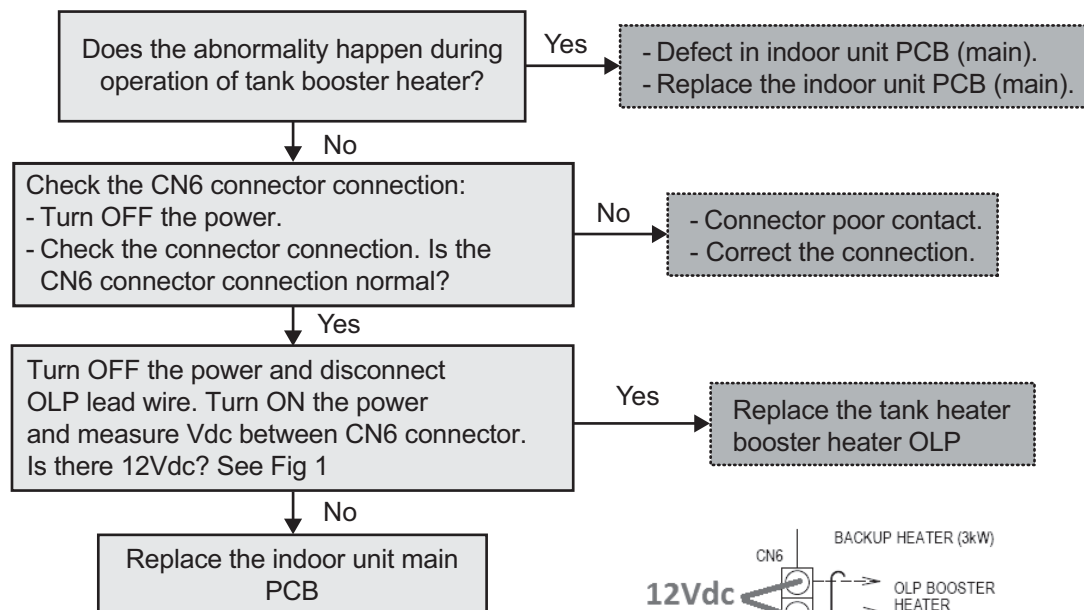 Does the abnormality happen during
operation of tank booster heater?
Yes
- Defect in indoor unit PCB (main).
- Replace the indoor unit PCB (main).
No
Check the CN6 connector connection:
- Turn OFF the power.
- Check the connector connection. Is the
CN6 connector connection normal?
No
- Connector poor contact.
- Correct the connection.
Yes
Turn OFF the power and disconnect
OLP lead wire. Turn ON the power
and measure Vdc between CN6 connector.
Is there 12Vdc? See Fig 1
Yes
Replace the tank heater
booster heater OLP
No
Replace the indoor unit main
PCB
BACKUP HEATER (3kW)
CN6
12Vdc
OLP BOOSTER
HEATER